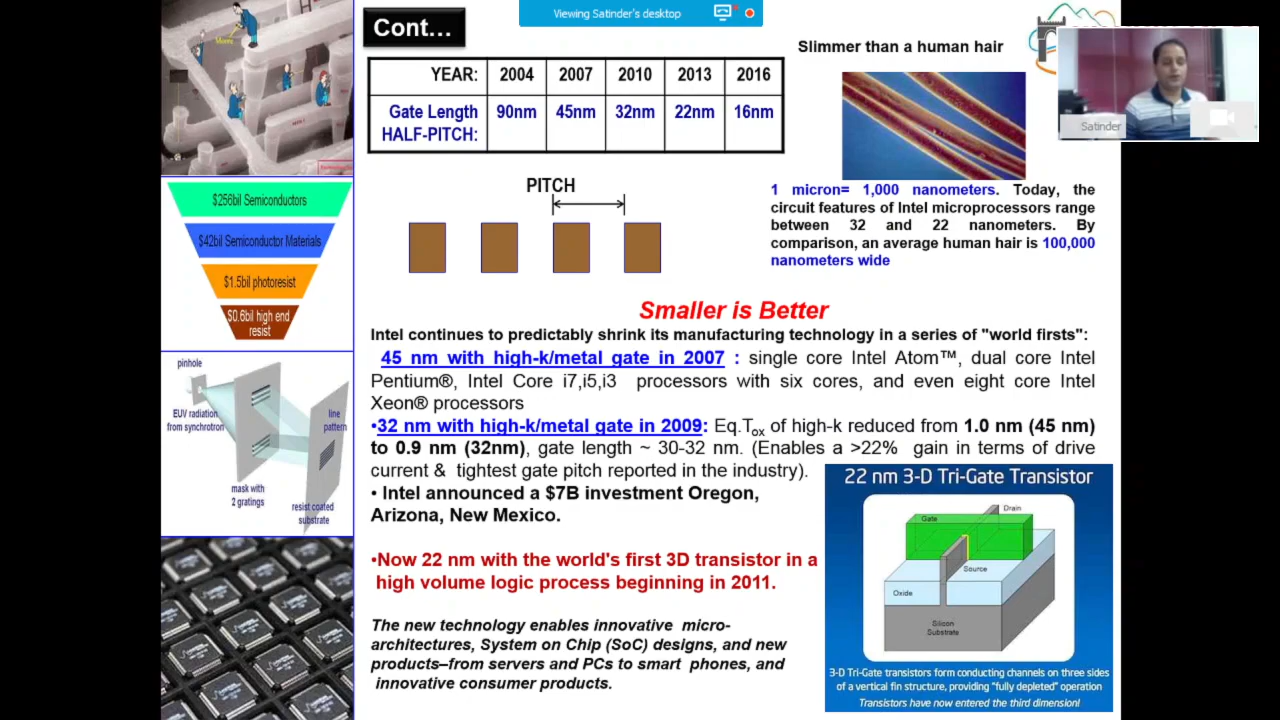 Viewing Satinder's desktop
Cont...
YEAR: 2004 2007 2010 2013 2016
Gate Length HALF-PITCH: 90nm 45nm 32nm 22nm 16nm
PITCH
Slimmer than a human hair
Satinder
1 micron= 1,000 nanometers. Today, the
circuit features of Intel microprocessors range
between 32 and 22 nanometers. By
comparison, an average human hair is 100,000
nanometers wide
$256bil Semiconductors
$42bil Semiconductor Materials
$1.5bil photoresist
$0.6bil high end
resist
pinhole
EUV radiation
from synchrotron
line
pattern
mask with
2 gratings
resist coated
substrate
Smaller is Better
Intel continues to predictably shrink its manufacturing technology in a series of "world firsts":
45 nm with high-k/metal gate in 2007 : single core Intel Atom™, dual core Intel
Pentium®, Intel Core i7,i5,i3 processors with six cores, and even eight core Intel
Xeon® processors
•32 nm with high-k/metal gate in 2009: Eq.Tox of high-k reduced from 1.0 nm (45 nm)
to 0.9 nm (32nm), gate length ~ 30-32 nm. (Enables a >22% gain in terms of drive
current & tightest gate pitch reported in the industry).
• Intel announced a $7B investment Oregon,
Arizona, New Mexico.
•Now 22 nm with the world's first 3D transistor in a
high volume logic process beginning in 2011.
The new technology enables innovative micro-
architectures, System on Chip (SoC) designs, and new
products–from servers and PCs to smart phones, and
innovative consumer products.
22 nm 3-D Tri-Gate Transistor
Drain
Gate
Source
Oxide
Silicon
Substrate
3-D Tri-Gate transistors form conducting channels on three sides
of a vertical fin structure, providing "fully depleted" operation
Transistors have now entered the third dimension!